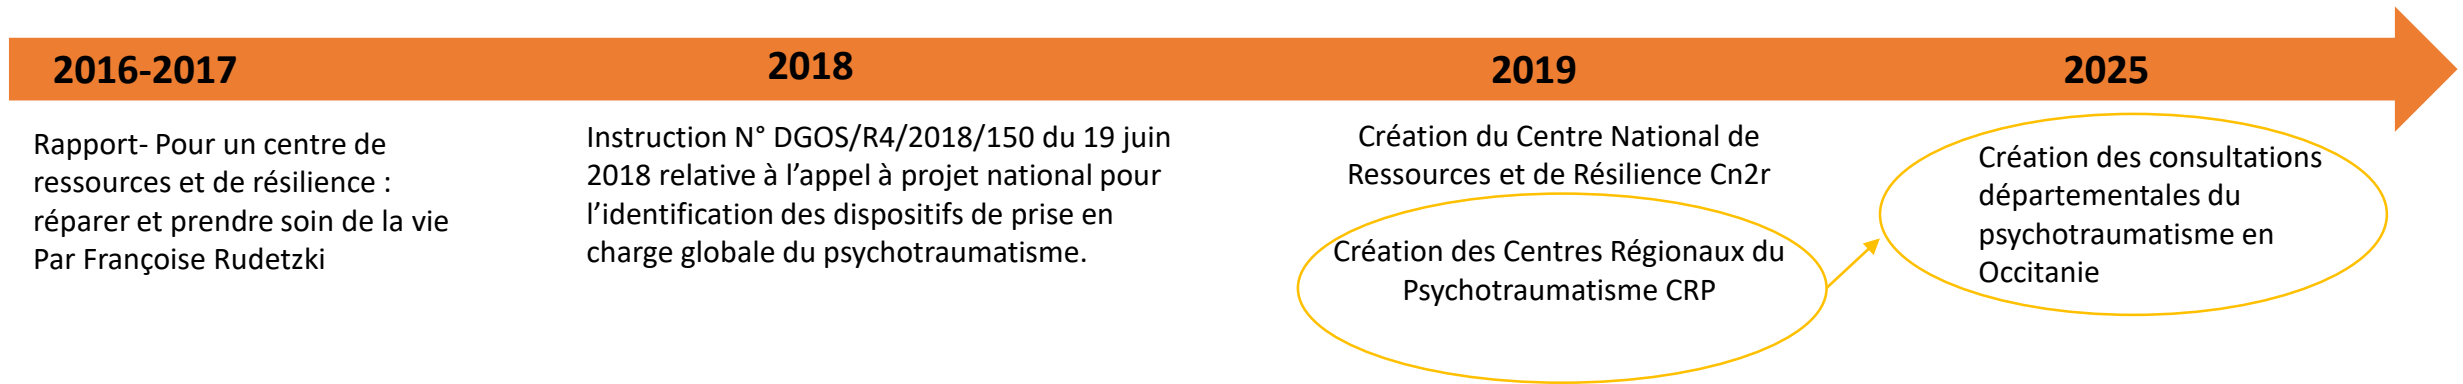 2016-2017
Rapport- Pour un centre de
ressources et de résilience :
réparer et prendre soin de la vie
Par Françoise Rudetzki
2018
Instruction N° DGOS/R4/2018/150 du 19 juin
2018 relative à l’appel à projet national pour
l’identification des dispositifs de prise en
charge globale du psychotraumatisme.
2019
Création du Centre National de
Ressources et de Résilience Cn2r
Création des Centres Régionaux du
Psychotraumatisme CRP
2025
Création des consultations
départementales du
psychotraumatisme en
Occitanie